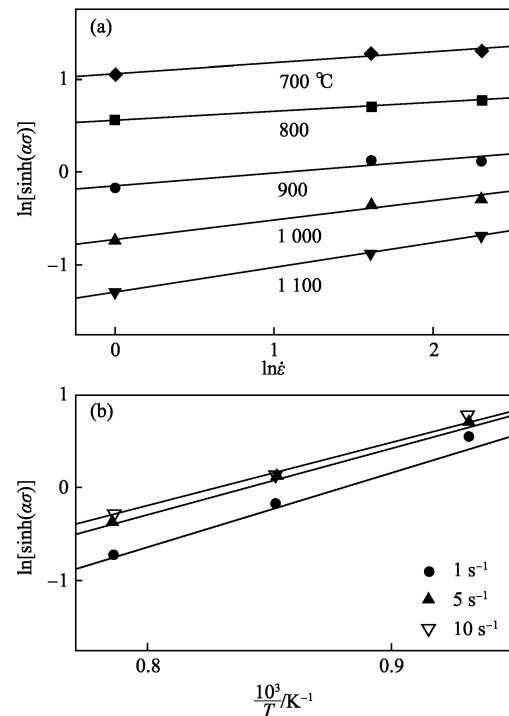 (a)
1
0
−1
ln[sinh(ασ)]
700 ℃
800
900
1 000
1 100
0 1 2
lnε̇
(b)
1
0
−1
ln[sinh(ασ)]
1 s⁻¹
5 s⁻¹
10 s⁻¹
0.8 0.9
10³/T /K⁻¹